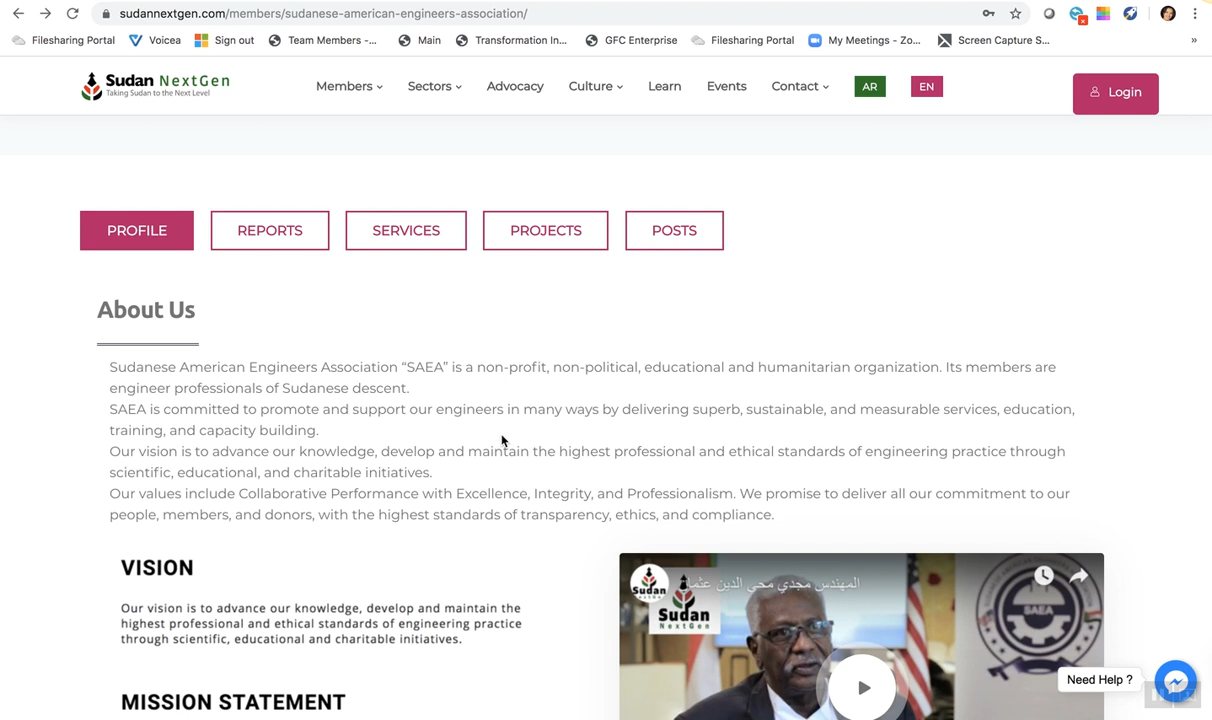 sudannextgen.com/members/sudanese-american-engineers-association/
Filesharing Portal Voicea Sign out Team Members -... Main Transformation In... GFC Enterprise Filesharing Portal My Meetings - Zo... Screen Capture S... »
Sudan NextGen
Taking Sudan to the Next Level
Members Sectors Advocacy Culture Learn Events Contact AR EN Login
PROFILE REPORTS SERVICES PROJECTS POSTS
About Us
Sudanese American Engineers Association “SAEA” is a non-profit, non-political, educational and humanitarian organization. Its members are
engineer professionals of Sudanese descent.
SAEA is committed to promote and support our engineers in many ways by delivering superb, sustainable, and measurable services, education,
training, and capacity building.
Our vision is to advance our knowledge, develop and maintain the highest professional and ethical standards of engineering practice through
scientific, educational, and charitable initiatives.
Our values include Collaborative Performance with Excellence, Integrity, and Professionalism. We promise to deliver all our commitment to our
people, members, and donors, with the highest standards of transparency, ethics, and compliance.
VISION
Our vision is to advance our knowledge, develop and maintain the
highest professional and ethical standards of engineering practice
through scientific, educational and charitable initiatives.
MISSION STATEMENT
المهندس مجدي محي الدين عثما
Sudan
Sudan
NextGen
SAEA
Need Help ?